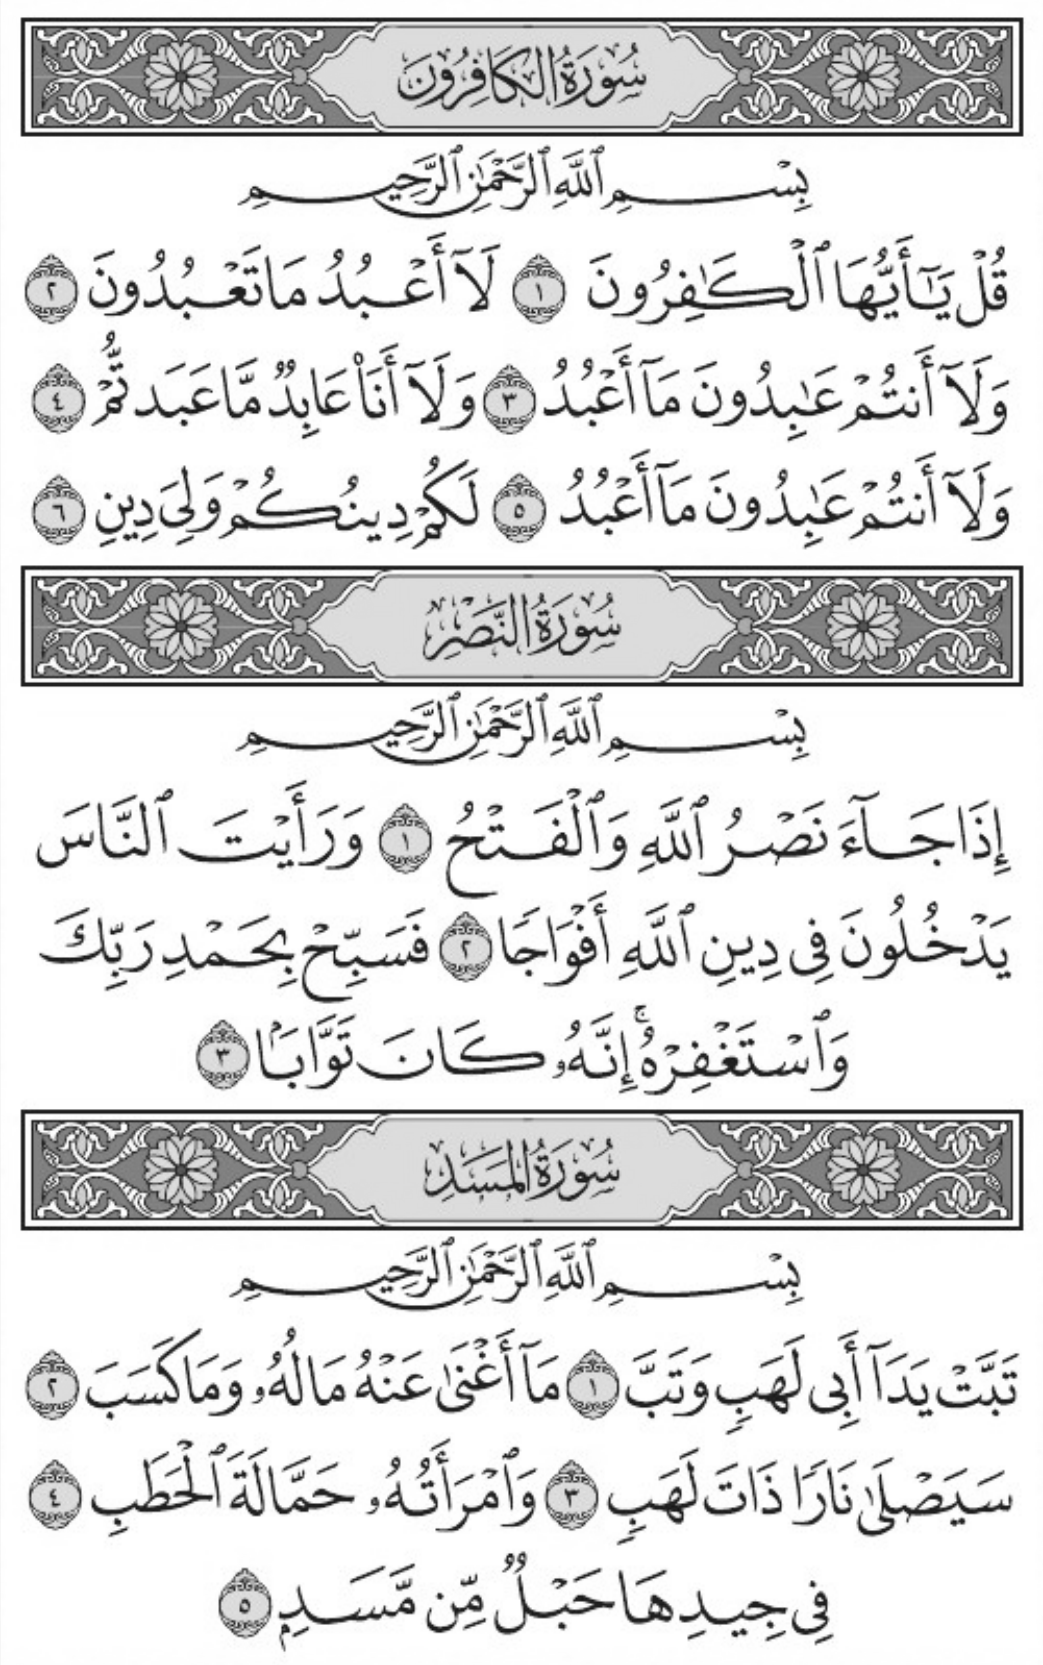 سُورَةُ الكَافِرُونَ
بِسْمِ ٱللَّهِ ٱلرَّحْمَٰنِ ٱلرَّحِيمِ
قُلْ يَٰٓأَيُّهَا ٱلْكَٰفِرُونَ ١ لَآ أَعْبُدُ مَا تَعْبُدُونَ ٢
وَلَآ أَنتُمْ عَٰبِدُونَ مَآ أَعْبُدُ ٣ وَلَآ أَنَا۠ عَابِدٌ مَّا عَبَدتُّمْ ٤
وَلَآ أَنتُمْ عَٰبِدُونَ مَآ أَعْبُدُ ٥ لَكُمْ دِينُكُمْ وَلِىَ دِينِ ٦
سُورَةُ النَّصْرِ
بِسْمِ ٱللَّهِ ٱلرَّحْمَٰنِ ٱلرَّحِيمِ
إِذَا جَآءَ نَصْرُ ٱللَّهِ وَٱلْفَتْحُ ١ وَرَأَيْتَ ٱلنَّاسَ
يَدْخُلُونَ فِى دِينِ ٱللَّهِ أَفْوَاجًا ٢ فَسَبِّحْ بِحَمْدِ رَبِّكَ
وَٱسْتَغْفِرْهُ ۚ إِنَّهُۥ كَانَ تَوَّابًۢا ٣
سُورَةُ المَسَدِ
بِسْمِ ٱللَّهِ ٱلرَّحْمَٰنِ ٱلرَّحِيمِ
تَبَّتْ يَدَآ أَبِى لَهَبٍ وَتَبَّ ١ مَآ أَغْنَىٰ عَنْهُ مَالُهُۥ وَمَا كَسَبَ ٢
سَيَصْلَىٰ نَارًا ذَاتَ لَهَبٍ ٣ وَٱمْرَأَتُهُۥ حَمَّالَةَ ٱلْحَطَبِ ٤
فِى جِيدِهَا حَبْلٌ مِّن مَّسَدٍۭ ٥